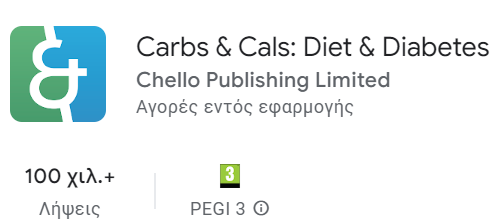 &
Carbs & Cals: Diet & Diabetes
Chello Publishing Limited
Αγορές εντός εφαρμογής
100 χιλ.+
Λήψεις
3
PEGI 3